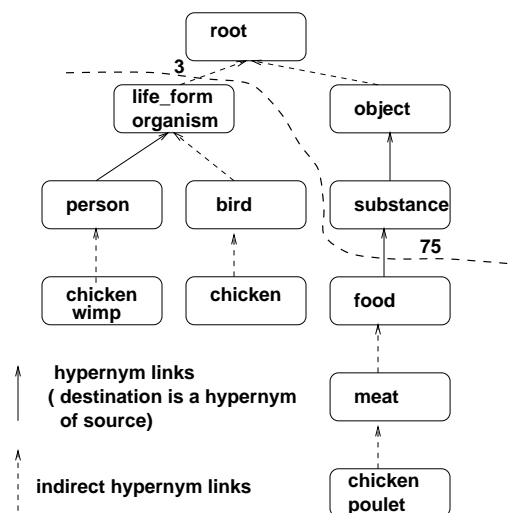 root
3
life_form
organism
object
person
bird
substance
75
chicken
wimp
chicken
food
hypernym links
( destination is a hypernym
of source)
meat
indirect hypernym links
chicken
poulet